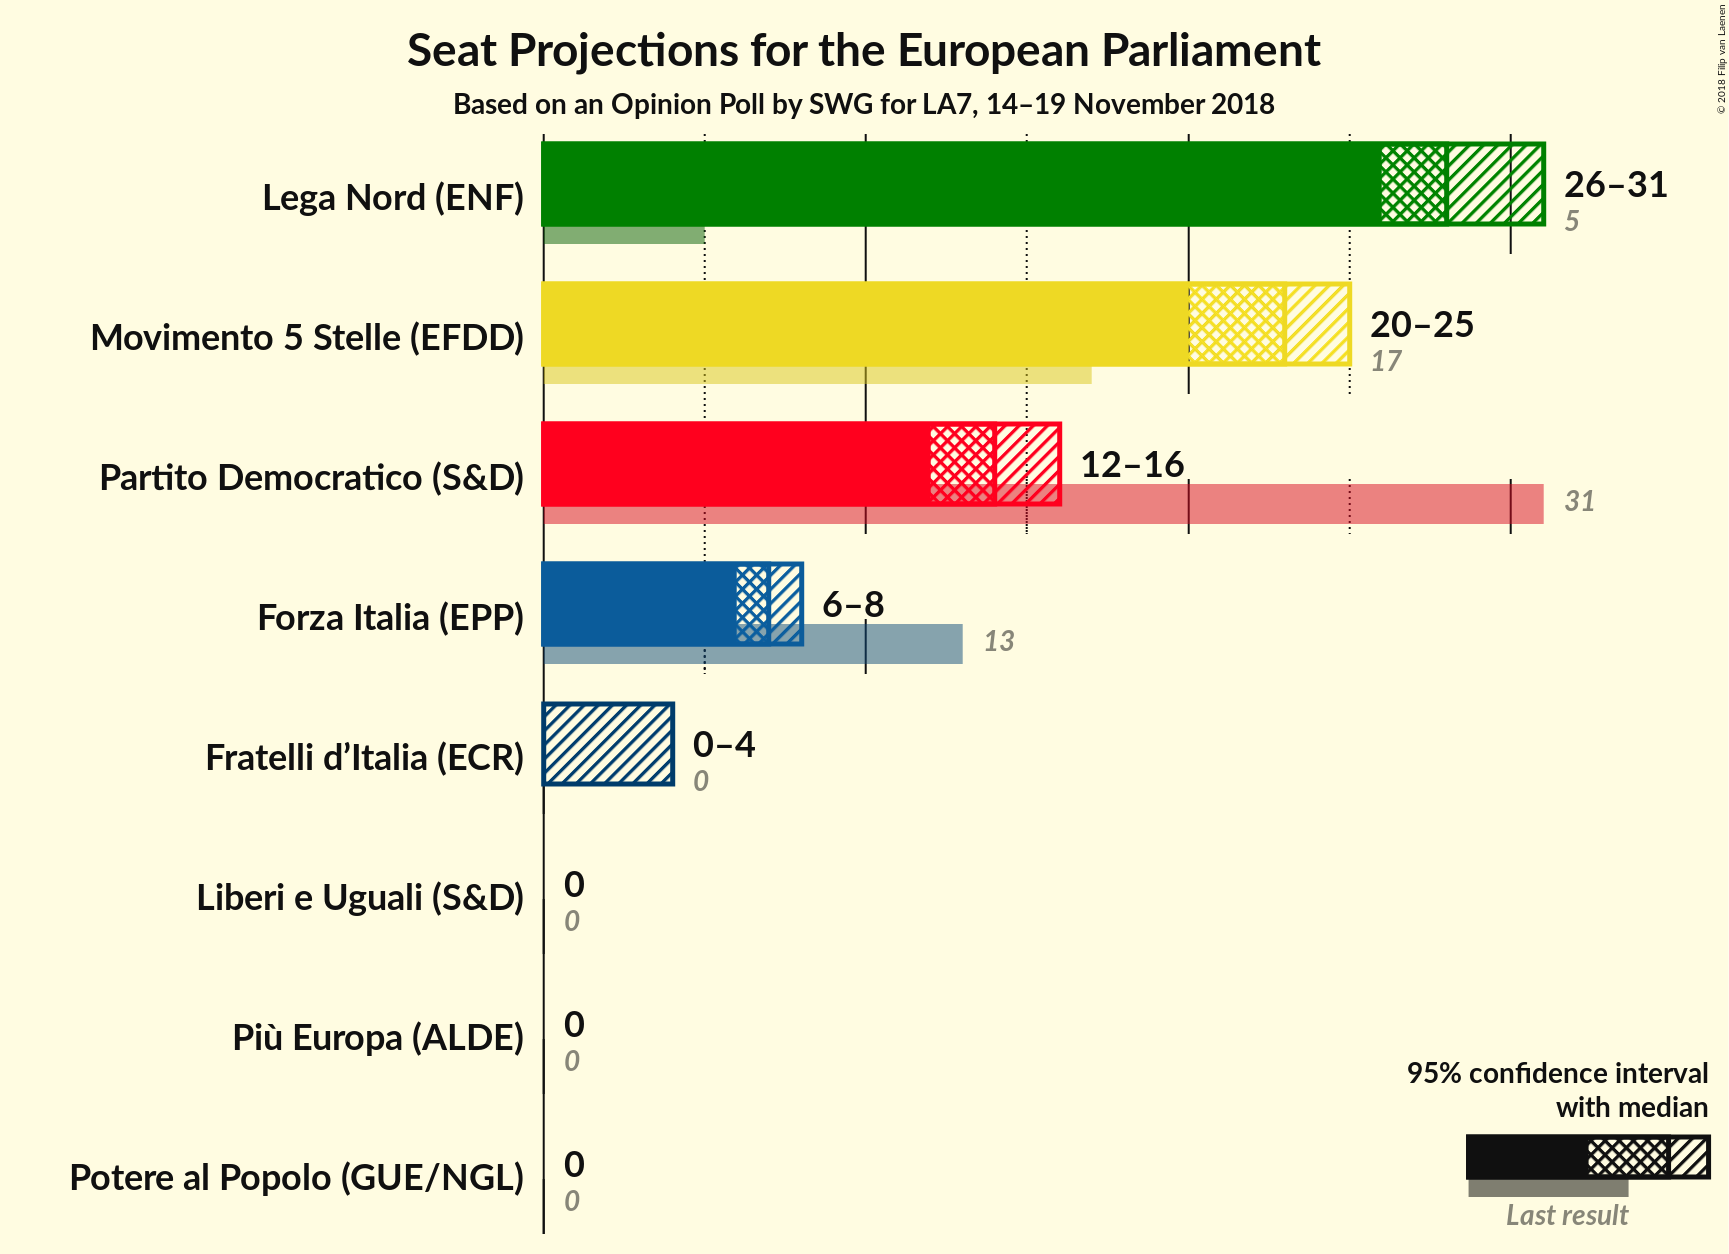 Seat Projections for the European Parliament
Based on an Opinion Poll by SWG for LA7, 14–19 November 2018
© 2018 Filip van Laenen
Lega Nord (ENF)
26–31
5
Movimento 5 Stelle (EFDD)
20–25
17
Partito Democratico (S&D)
12–16
31
Forza Italia (EPP)
6–8
13
Fratelli d’Italia (ECR)
0–4
0
Liberi e Uguali (S&D)
0
0
Più Europa (ALDE)
0
0
Potere al Popolo (GUE/NGL)
0
0
95% confidence interval
with median
Last result